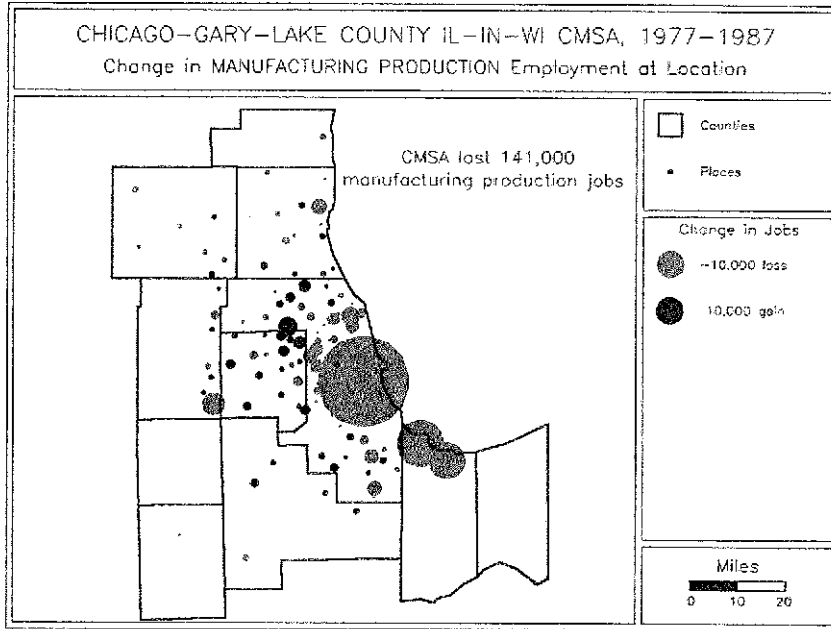 CHICAGO-GARY-LAKE COUNTY IL-IN-WI CMSA, 1977-1987
Change in MANUFACTURING PRODUCTION Employment at Location
CMSA lost 141,000
manufacturing production jobs
Counties
Places
Change in Jobs
-10,000 loss
10,000 gain
Miles
0 10 20